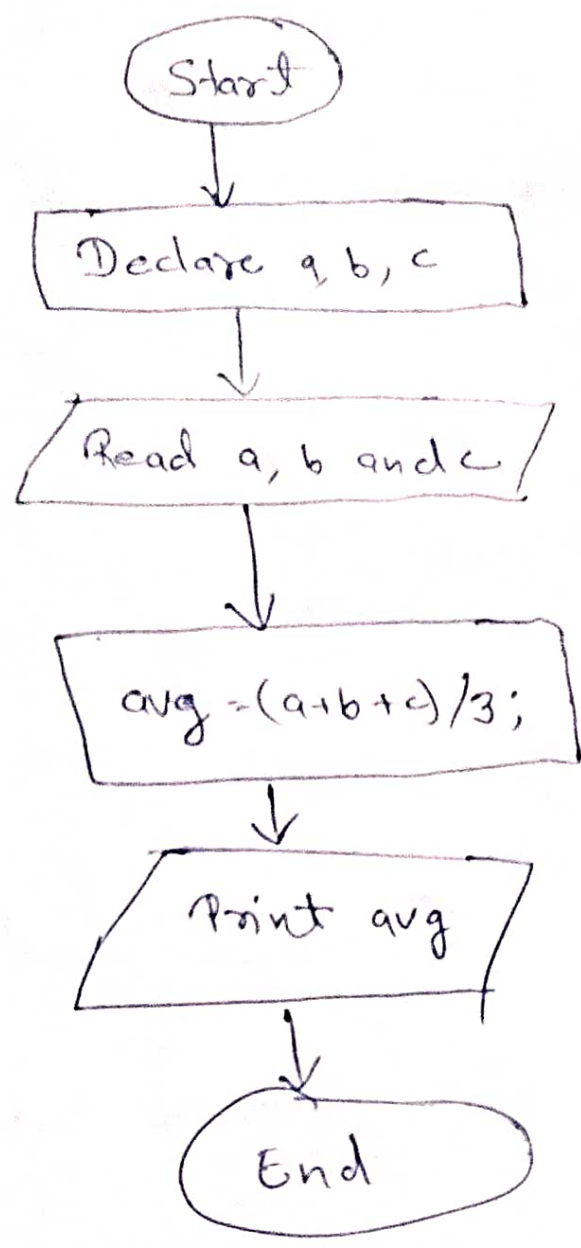 Start
Declare a, b, c
Read a, b and c
avg = (a+b+c)/3;
Print avg
End